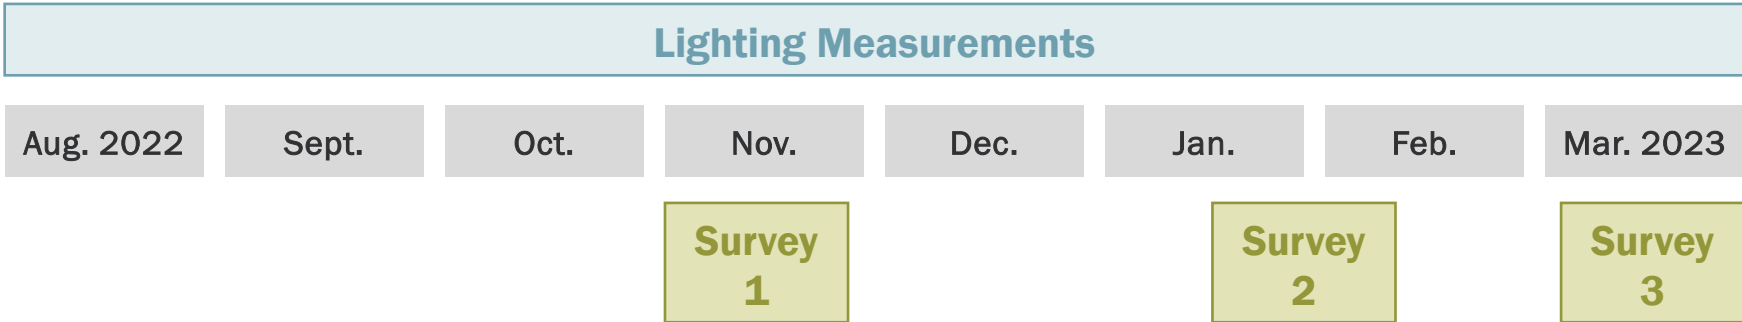 Lighting Measurements
Aug. 2022
Sept.
Oct.
Nov.
Dec.
Jan.
Feb.
Mar. 2023
Survey
1
Survey
2
Survey
3